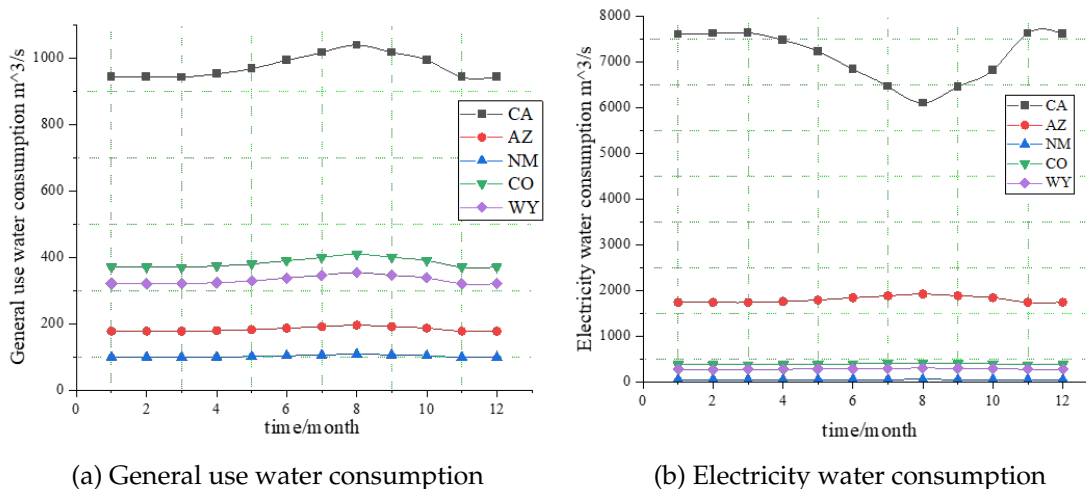 General use water consumption m^3/s
1000
800
600
400
200
0
0 2 4 6 8 10 12
time/month
CA
AZ
NM
CO
WY
(a) General use water consumption
Electricity water consumption m^3/s
8000
7000
6000
5000
4000
3000
2000
1000
0
0 2 4 6 8 10 12
time/month
CA
AZ
NM
CO
WY
(b) Electricity water consumption